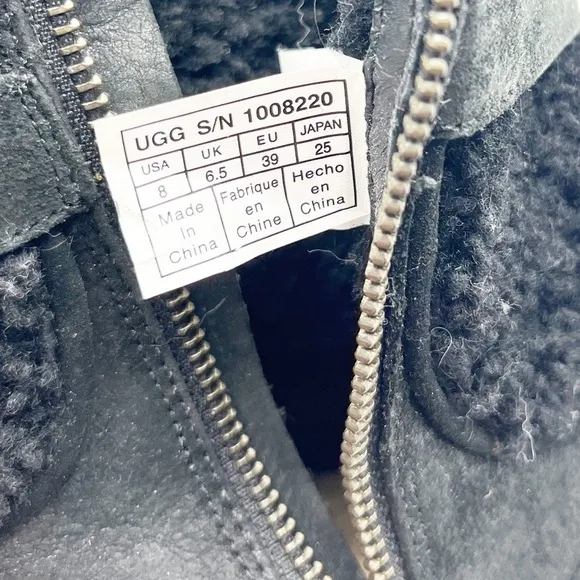 UGG S/N 1008220
USA UK EU JAPAN
8 6.5 39 25
Made In China
Fabrique en Chine
Hecho en China